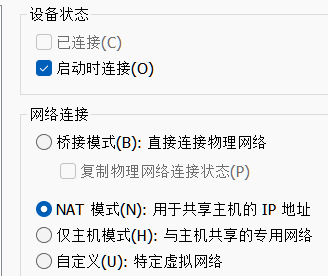 设备状态
已连接(C)
启动时连接(O)
网络连接
桥接模式(B): 直接连接物理网络
复制物理网络连接状态(P)
NAT 模式(N): 用于共享主机的 IP 地址
仅主机模式(H): 与主机共享的专用网络
自定义(U): 特定虚拟网络